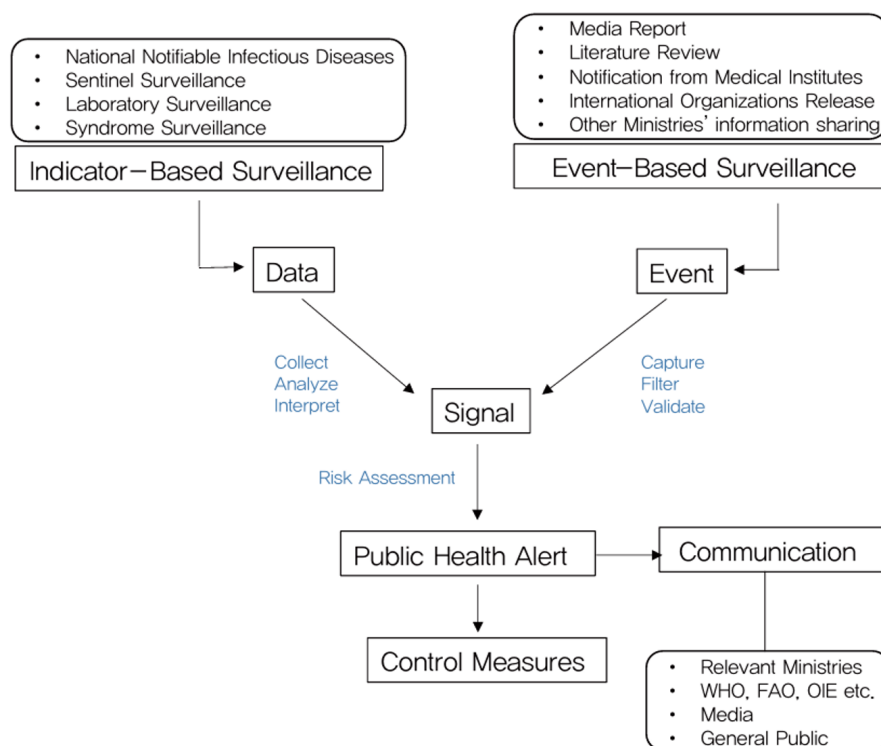 • National Notifiable Infectious Diseases
• Sentinel Surveillance
• Laboratory Surveillance
• Syndrome Surveillance
Indicator-Based Surveillance
• Media Report
• Literature Review
• Notification from Medical Institutes
• International Organizations Release
• Other Ministries' information sharing
Event-Based Surveillance
Data
Event
Collect
Analyze
Interpret
Capture
Filter
Validate
Signal
Risk Assessment
Public Health Alert
Communication
Control Measures
• Relevant Ministries
• WHO, FAO, OIE etc.
• Media
• General Public